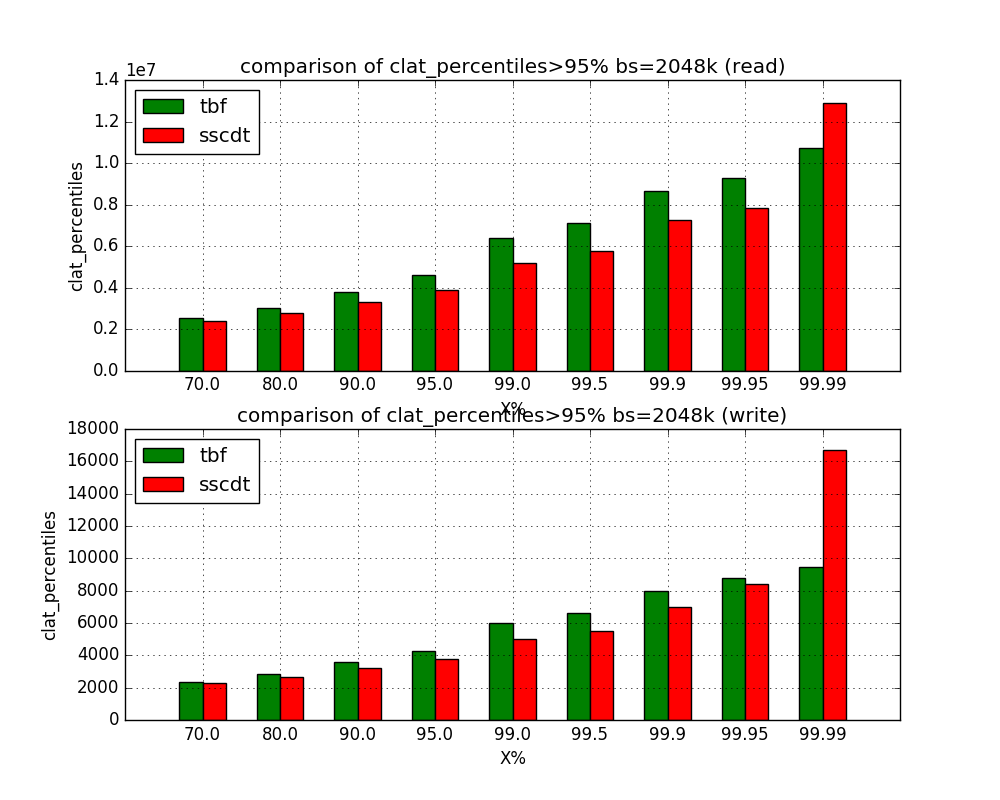 comparison of clat_percentiles>95% bs=2048k (read)
1e7
1.4
1.2
1.0
0.8
0.6
0.4
0.2
0.0
clat_percentiles
tbf
sscdt
70.0 80.0 90.0 95.0 99.0 99.5 99.9 99.95 99.99
X%
comparison of clat_percentiles>95% bs=2048k (write)
18000
16000
14000
12000
10000
8000
6000
4000
2000
0
clat_percentiles
tbf
sscdt
70.0 80.0 90.0 95.0 99.0 99.5 99.9 99.95 99.99
X%